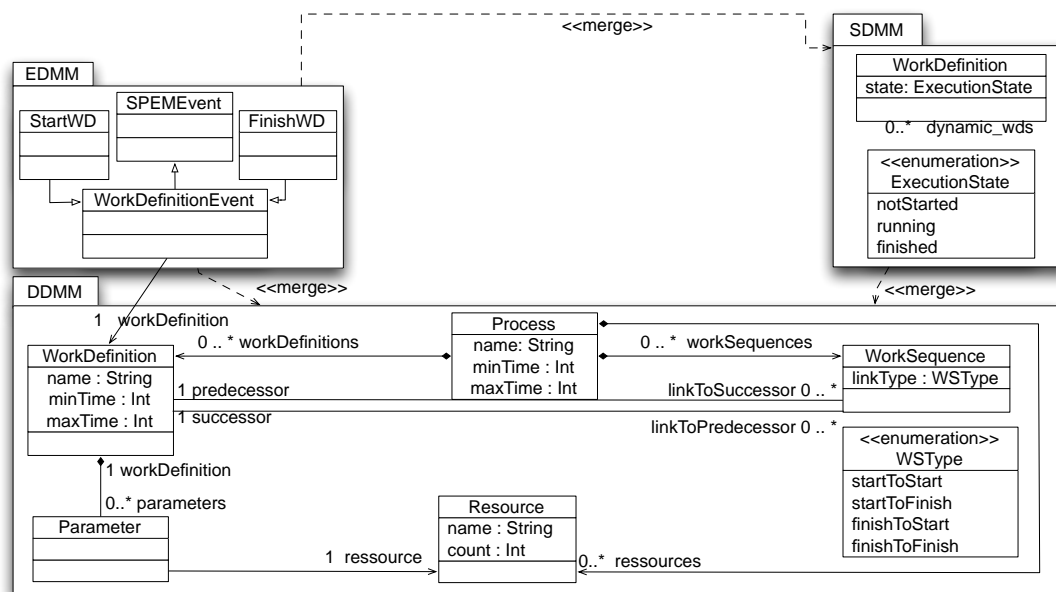 <<merge>>
SDMM
WorkDefinition
state: ExecutionState
0..* dynamic_wds
<<enumeration>>
ExecutionState
notStarted
running
finished
EDMM
SPEMEvent
StartWD
FinishWD
WorkDefinitionEvent
<<merge>>
<<merge>>
DDMM
1 workDefinition
WorkDefinition
name : String
minTime : Int
maxTime : Int
0 .. * workDefinitions
Process
name: String
minTime : Int
maxTime : Int
0 .. * workSequences
WorkSequence
linkType : WSType
1 predecessor
linkToSuccessor 0 .. *
1 successor
linkToPredecessor 0 .. *
<<enumeration>>
WSType
startToStart
startToFinish
finishToStart
finishToFinish
1 workDefinition
0..* parameters
Parameter
1 ressource
Resource
name : String
count : Int
0..* ressources